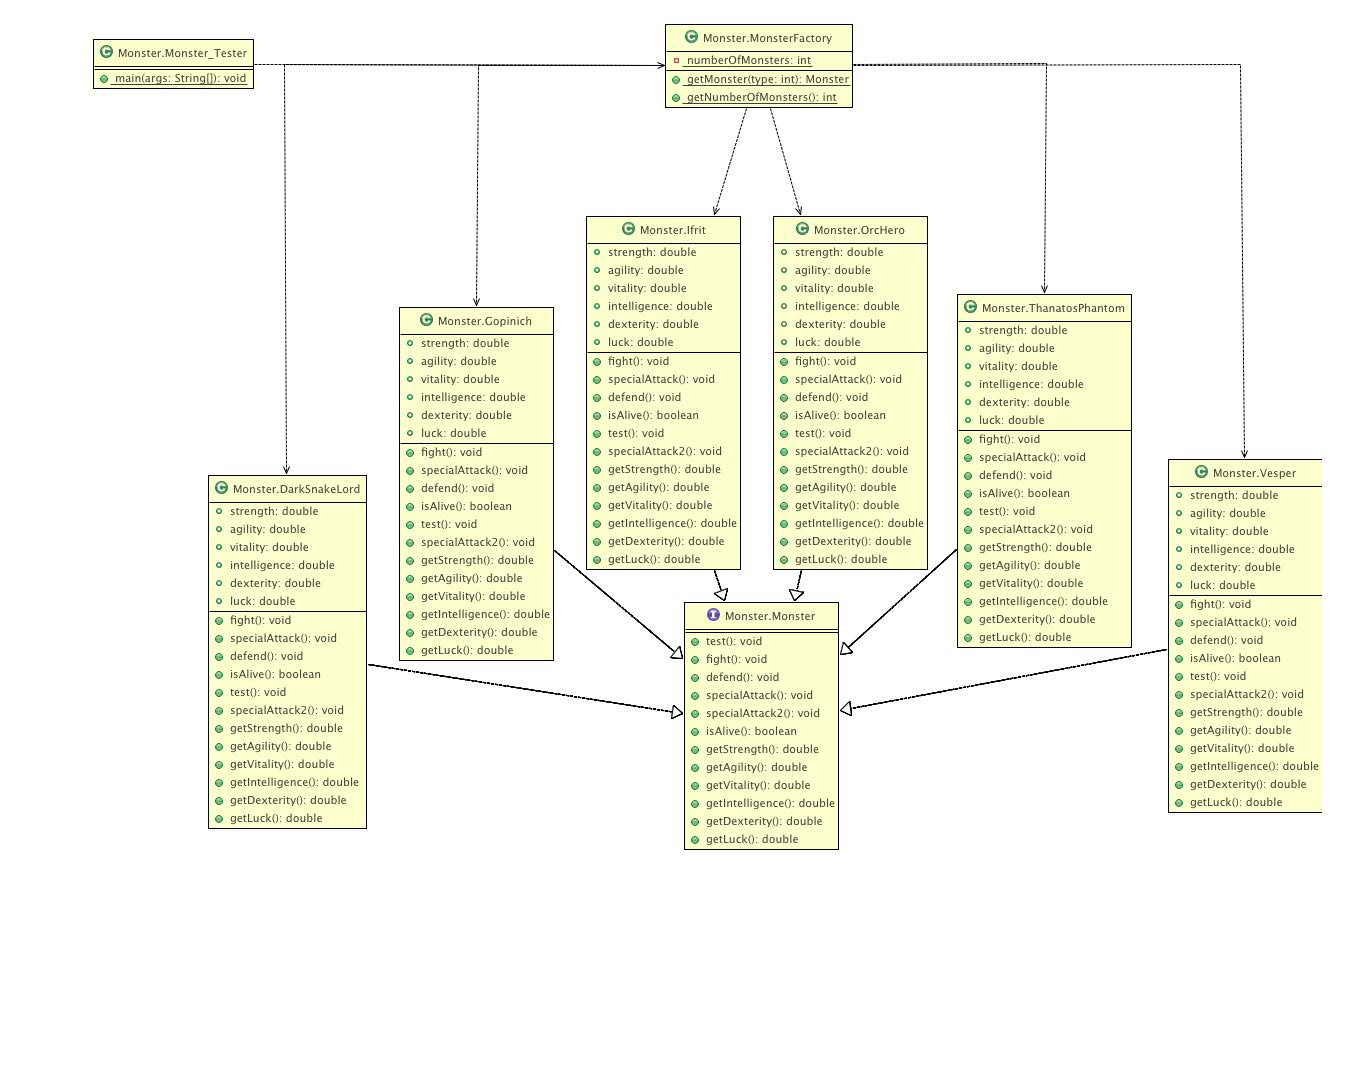 Monster.Monster_Tester
main(args: String[]): void
Monster.MonsterFactory
numberOfMonsters: int
getMonster(type: int): Monster
getNumberOfMonsters(): int
Monster.Ifrit
strength: double
agility: double
vitality: double
intelligence: double
dexterity: double
luck: double
fight(): void
specialAttack(): void
defend(): void
isAlive(): boolean
test(): void
specialAttack2(): void
getStrength(): double
getAgility(): double
getVitality(): double
getIntelligence(): double
getDexterity(): double
getLuck(): double
Monster.OrcHero
strength: double
agility: double
vitality: double
intelligence: double
dexterity: double
luck: double
fight(): void
specialAttack(): void
defend(): void
isAlive(): boolean
test(): void
specialAttack2(): void
getStrength(): double
getAgility(): double
getVitality(): double
getIntelligence(): double
getDexterity(): double
getLuck(): double
Monster.Gopinich
strength: double
agility: double
vitality: double
intelligence: double
dexterity: double
luck: double
fight(): void
specialAttack(): void
defend(): void
isAlive(): boolean
test(): void
specialAttack2(): void
getStrength(): double
getAgility(): double
getVitality(): double
getIntelligence(): double
getDexterity(): double
getLuck(): double
Monster.ThanatosPhantom
strength: double
agility: double
vitality: double
intelligence: double
dexterity: double
luck: double
fight(): void
specialAttack(): void
defend(): void
isAlive(): boolean
test(): void
specialAttack2(): void
getStrength(): double
getAgility(): double
getVitality(): double
getIntelligence(): double
getDexterity(): double
getLuck(): double
Monster.DarkSnakeLord
strength: double
agility: double
vitality: double
intelligence: double
dexterity: double
luck: double
fight(): void
specialAttack(): void
defend(): void
isAlive(): boolean
test(): void
specialAttack2(): void
getStrength(): double
getAgility(): double
getVitality(): double
getIntelligence(): double
getDexterity(): double
getLuck(): double
Monster.Vesper
strength: double
agility: double
vitality: double
intelligence: double
dexterity: double
luck: double
fight(): void
specialAttack(): void
defend(): void
isAlive(): boolean
test(): void
specialAttack2(): void
getStrength(): double
getAgility(): double
getVitality(): double
getIntelligence(): double
getDexterity(): double
getLuck(): double
Monster.Monster
test(): void
fight(): void
defend(): void
specialAttack(): void
specialAttack2(): void
isAlive(): boolean
getStrength(): double
getAgility(): double
getVitality(): double
getIntelligence(): double
getDexterity(): double
getLuck(): double